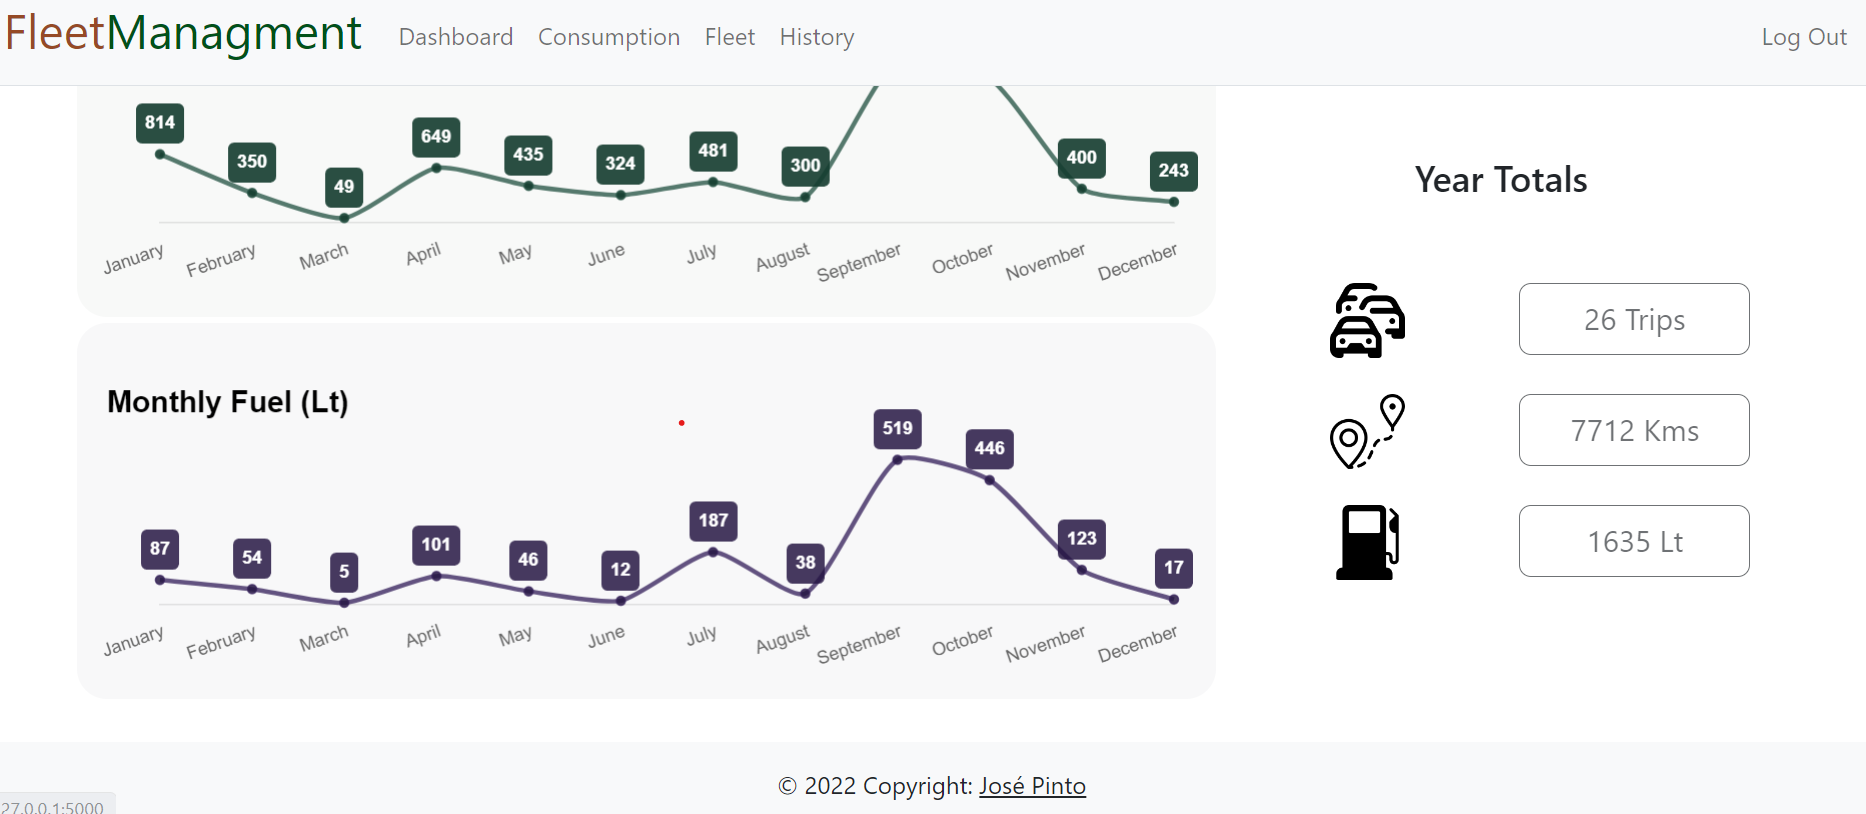 FleetManagment Dashboard Consumption Fleet History Log Out
814 350 49 649 435 324 481 300 400 243
January February March April May June July August September October November December
Monthly Fuel (Lt)
87 54 5 101 46 12 187 38 519 446 123 17
January February March April May June July August September October November December
Year Totals
26 Trips
7712 Kms
1635 Lt
© 2022 Copyright: José Pinto
27.0.0.1:5000